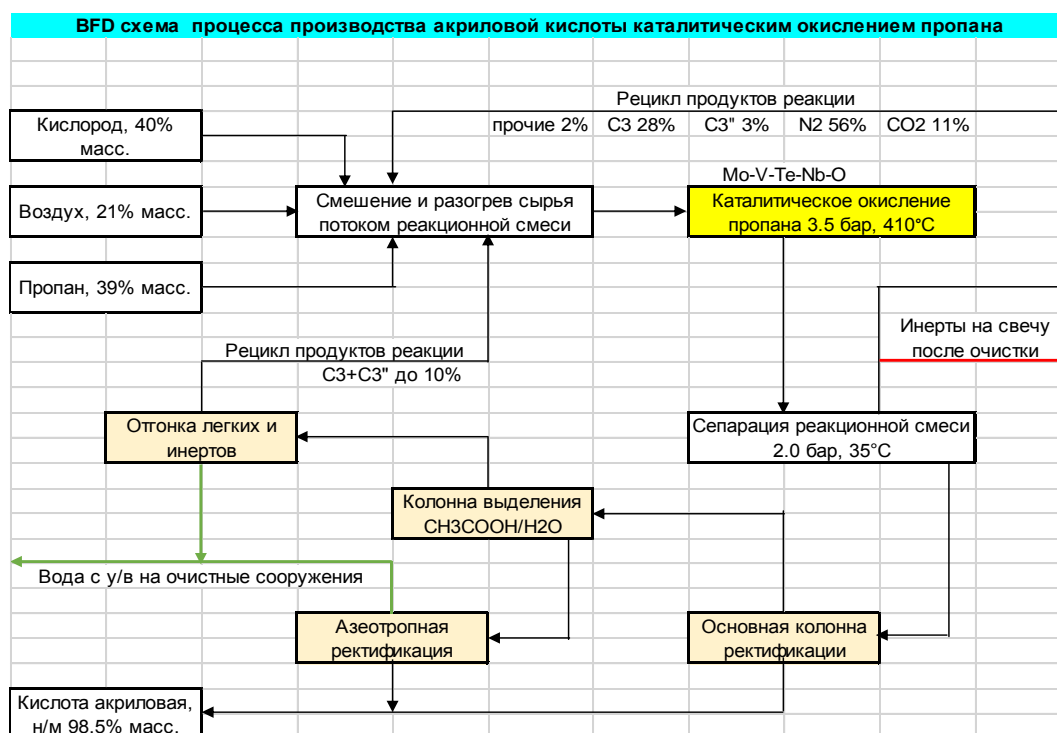 BFD схема процесса производства акриловой кислоты каталитическим окислением пропана
Рецикл продуктов реакции
прочие 2% С3 28% С3" 3% N2 56% CO2 11%
Кислород, 40%
масс.
Mo-V-Te-Nb-O
Воздух, 21% масс.
Смешение и разогрев сырья
потоком реакционной смеси
Каталитическое окисление
пропана 3.5 бар, 410°С
Пропан, 39% масс.
Инерты на свечу
после очистки
Рецикл продуктов реакции
С3+С3" до 10%
Отгонка легких и
инертов
Сепарация реакционной смеси
2.0 бар, 35°С
Колонна выделения
CH3COOH/H2O
Вода с у/в на очистные сооружения
Азеотропная
ректификация
Основная колонна
ректификации
Кислота акриловая,
н/м 98.5% масс.